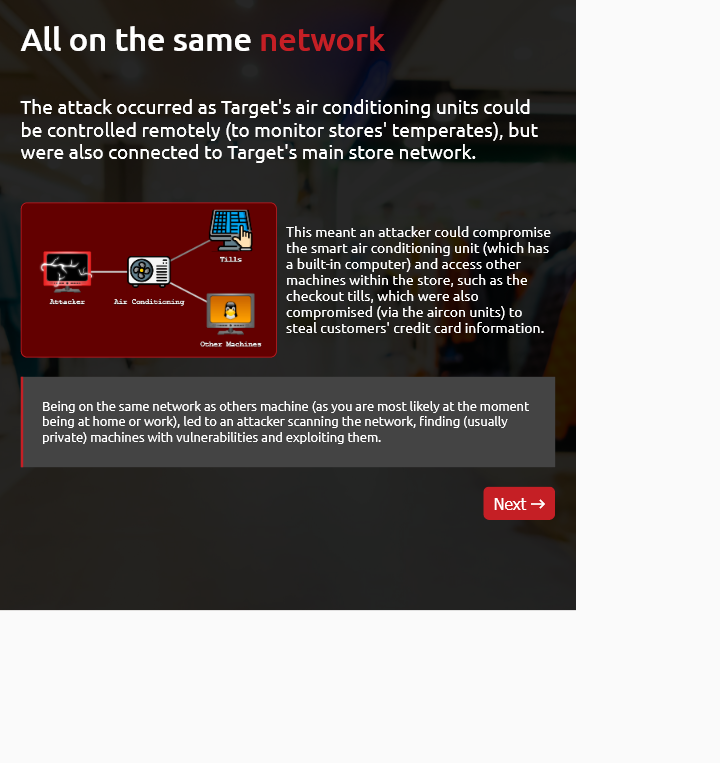 All on the same network
The attack occurred as Target's air conditioning units could
be controlled remotely (to monitor stores' temperates), but
were also connected to Target's main store network.
Tills
Attacker
Air Conditioning
Other Machines
This meant an attacker could compromise
the smart air conditioning unit (which has
a built-in computer) and access other
machines within the store, such as the
checkout tills, which were also
compromised (via the aircon units) to
steal customers' credit card information.
Being on the same network as others machine (as you are most likely at the moment
being at home or work), led to an attacker scanning the network, finding (usually
private) machines with vulnerabilities and exploiting them.
Next →